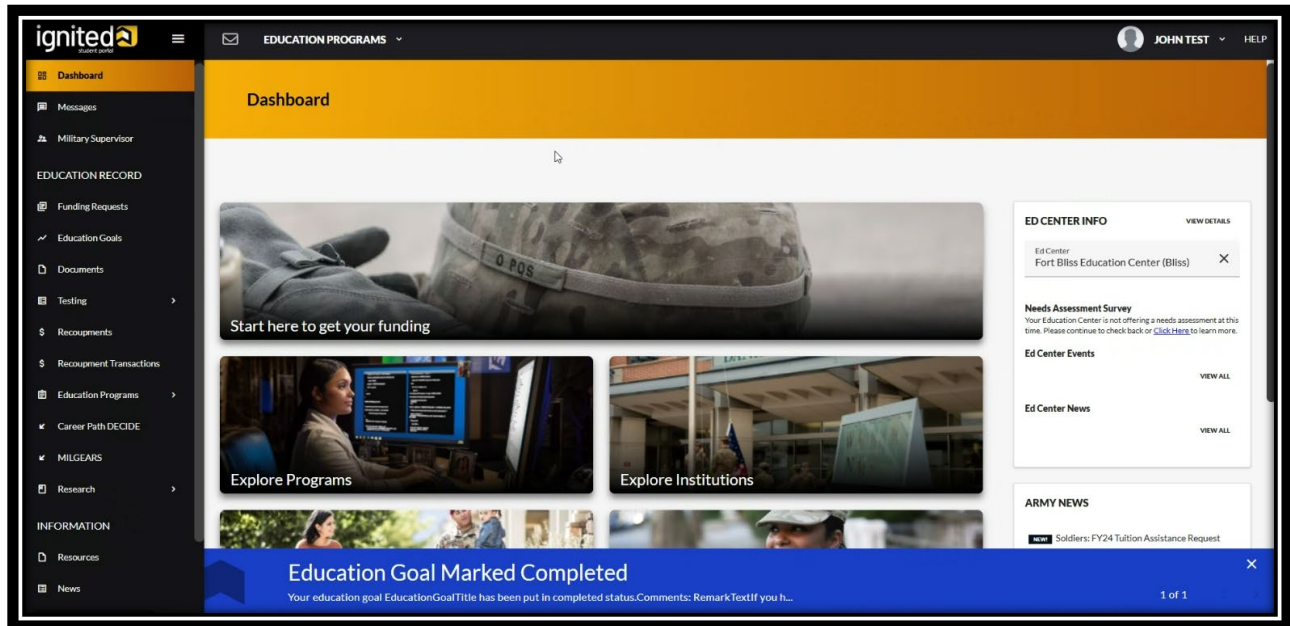 ignited
student portal
EDUCATION PROGRAMS
JOHN TEST
HELP
Dashboard
Messages
Military Supervisor
EDUCATION RECORD
Funding Requests
Education Goals
Documents
Testing
Recoupments
Recoupment Transactions
Education Programs
Career Path DECIDE
MILGEARS
Research
INFORMATION
Resources
News
Dashboard
O POS
Start here to get your funding
Explore Programs
Explore Institutions
ED CENTER INFO
VIEW DETAILS
Ed Center
Fort Bliss Education Center (Bliss)
Needs Assessment Survey
Your Education Center is not offering a needs assessment at this
time. Please continue to check back or Click Here to learn more.
Ed Center Events
VIEW ALL
Ed Center News
VIEW ALL
ARMY NEWS
NEW! Soldiers: FY24 Tuition Assistance Request
Education Goal Marked Completed
Your education goal EducationGoalTitle has been put in completed status.Comments: RemarkTextIf you h...
1 of 1